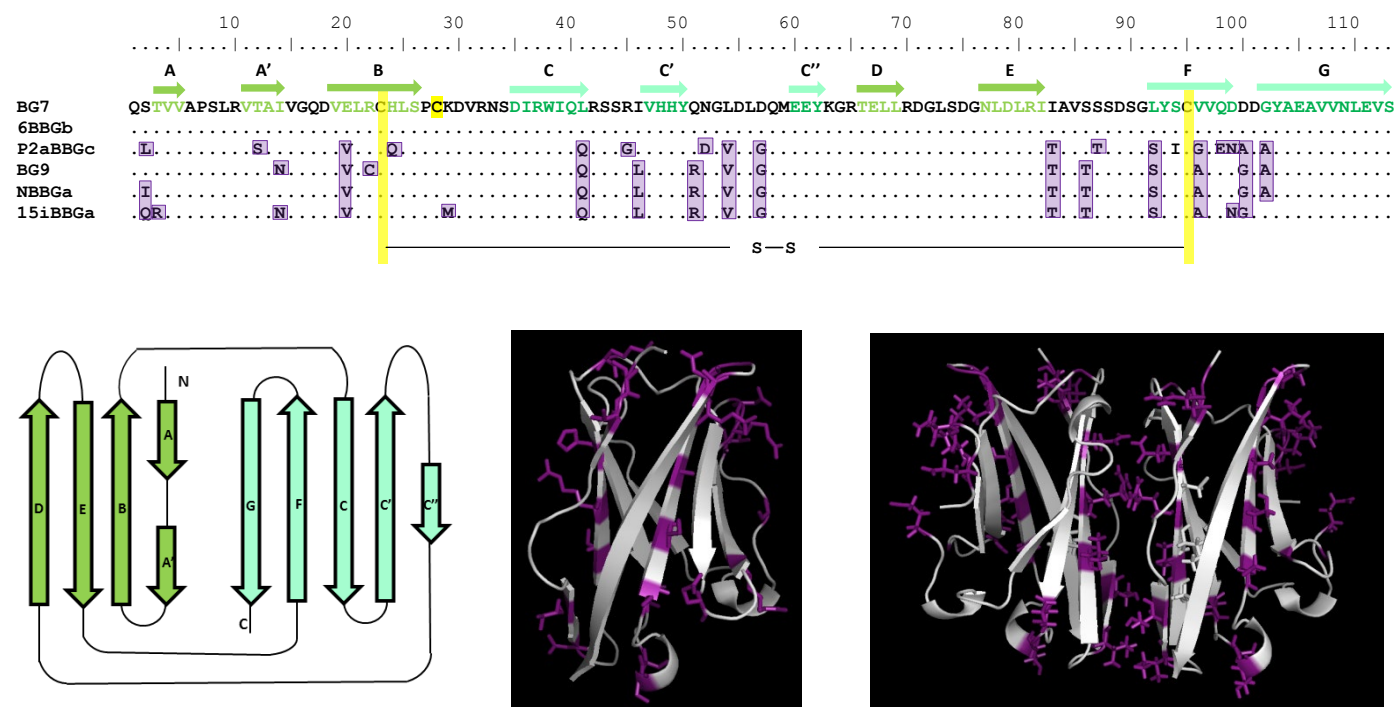 10 20 30 40 50 60 70 80 90 100 110
A A' B C C' C'' D E F G
BG7 QSTVVAPSLRVTAIVGQDVELRCHLSPCKDVRNSDIRWIQLRSSRIVHHYQNGLDLDQMEEYKGRTELLRDGLSDGNLDLRIIAVSSSDSGLYSCVVQDDDGYAEAVVNLEVS
6BBGb .................................................................................................................
P2aBBGc .L.........S.......V...Q................Q...G......D.V..G.........................T...T....S.I.G.ENA.A...........
BG9 .............N.....V.C..................Q....L....R..V..G.........................T..T.....S...A...G.A...........
NBBGa .I.................V....................Q....L....R..V..G.........................T..T.....S...A...G.A...........
15iBBGa .QR..........N.....V........M...........Q....L....R..V..G.........................T..T.....S...A..NG.............
S—S
N
A
D E B G F C C' C''
A'
C